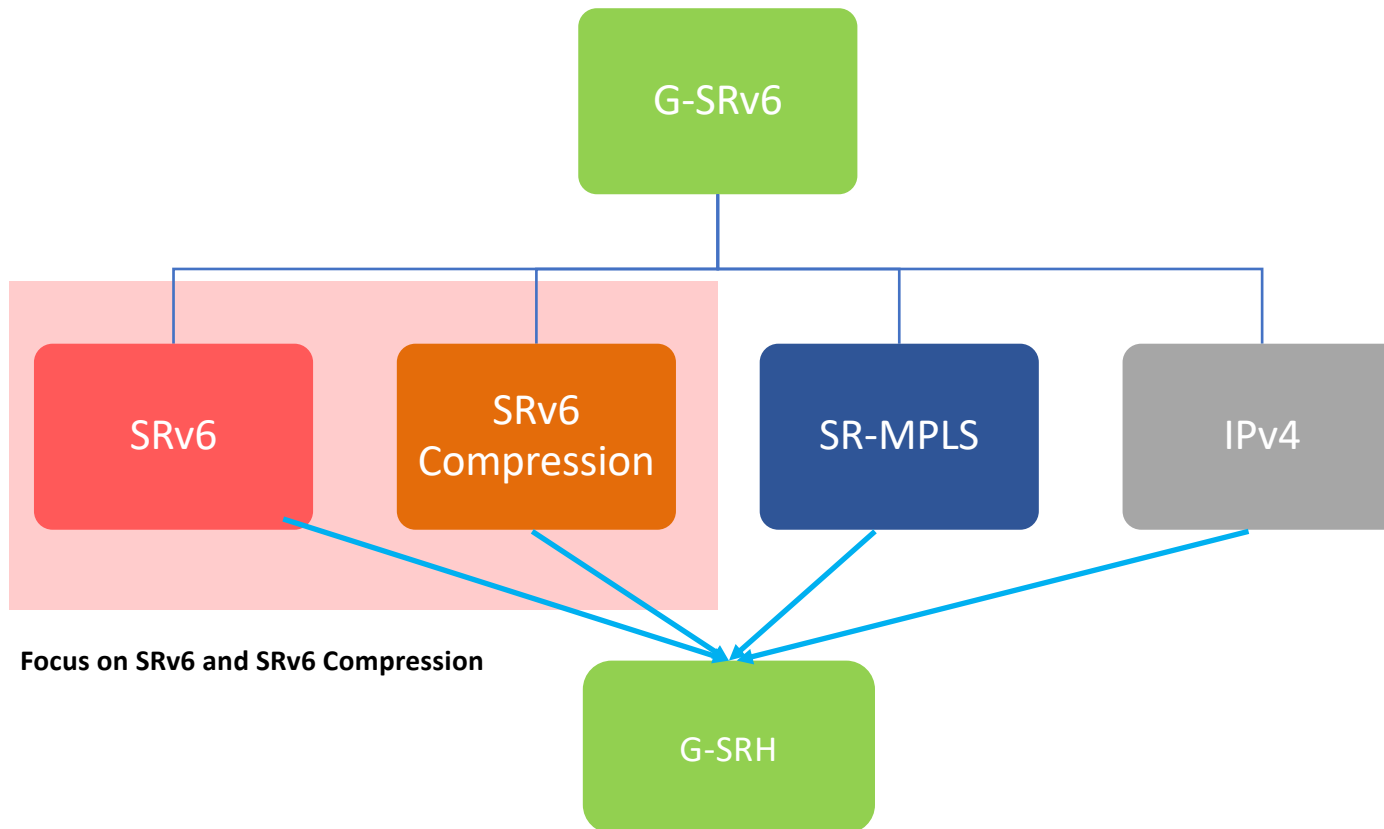 G-SRv6
SRv6
SRv6
Compression
SR-MPLS
IPv4
Focus on SRv6 and SRv6 Compression
G-SRH